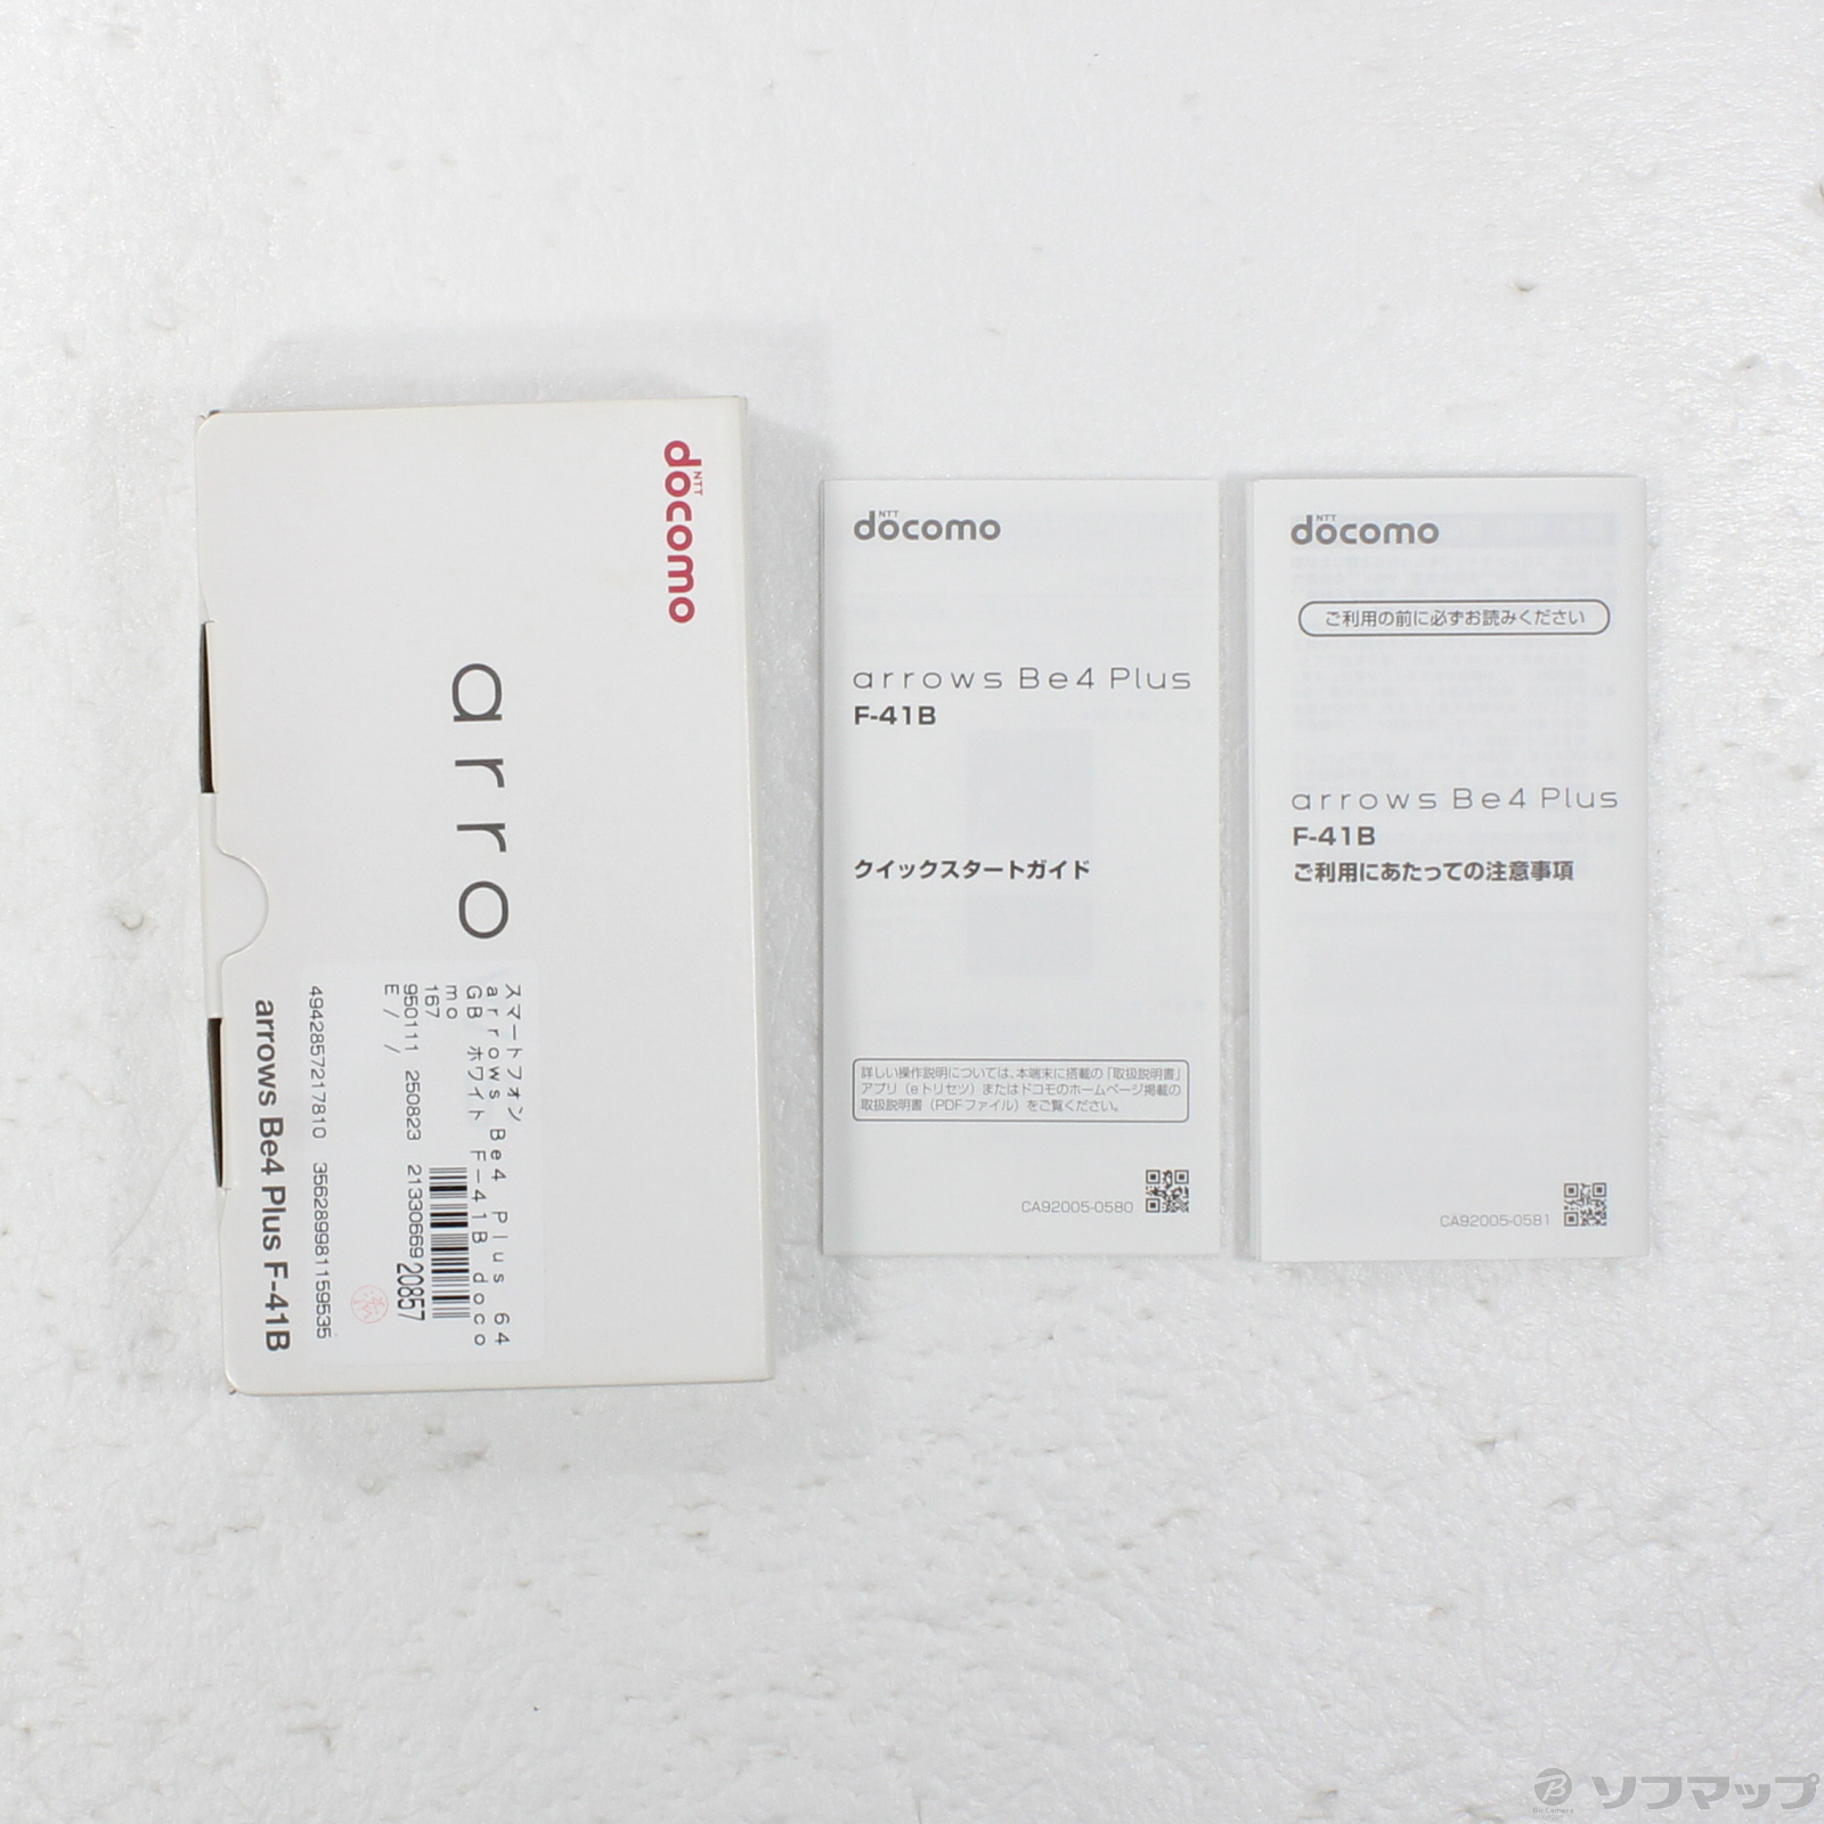 NTT
docomo
arro
スマートフォン
arrows Be4 Plus 64
GB ホワイト F-41B doco
mo
167
950111 250823 2133066920857
E / /
4942857217810 356289981159535
arrows Be4 Plus F-41B
NTT
docomo
arrows Be4 Plus
F-41B
クイックスタートガイド
詳しい操作説明については、本端末に搭載の「取扱説明書」
アプリ（eトリセツ）またはドコモのホームページ掲載の
取扱説明書（PDFファイル）をご覧ください。
CA92005-0580
NTT
docomo
ご利用の前に必ずお読みください
arrows Be4 Plus
F-41B
ご利用にあたっての注意事項
CA92005-0581
B
BicCamera
ソフマップ